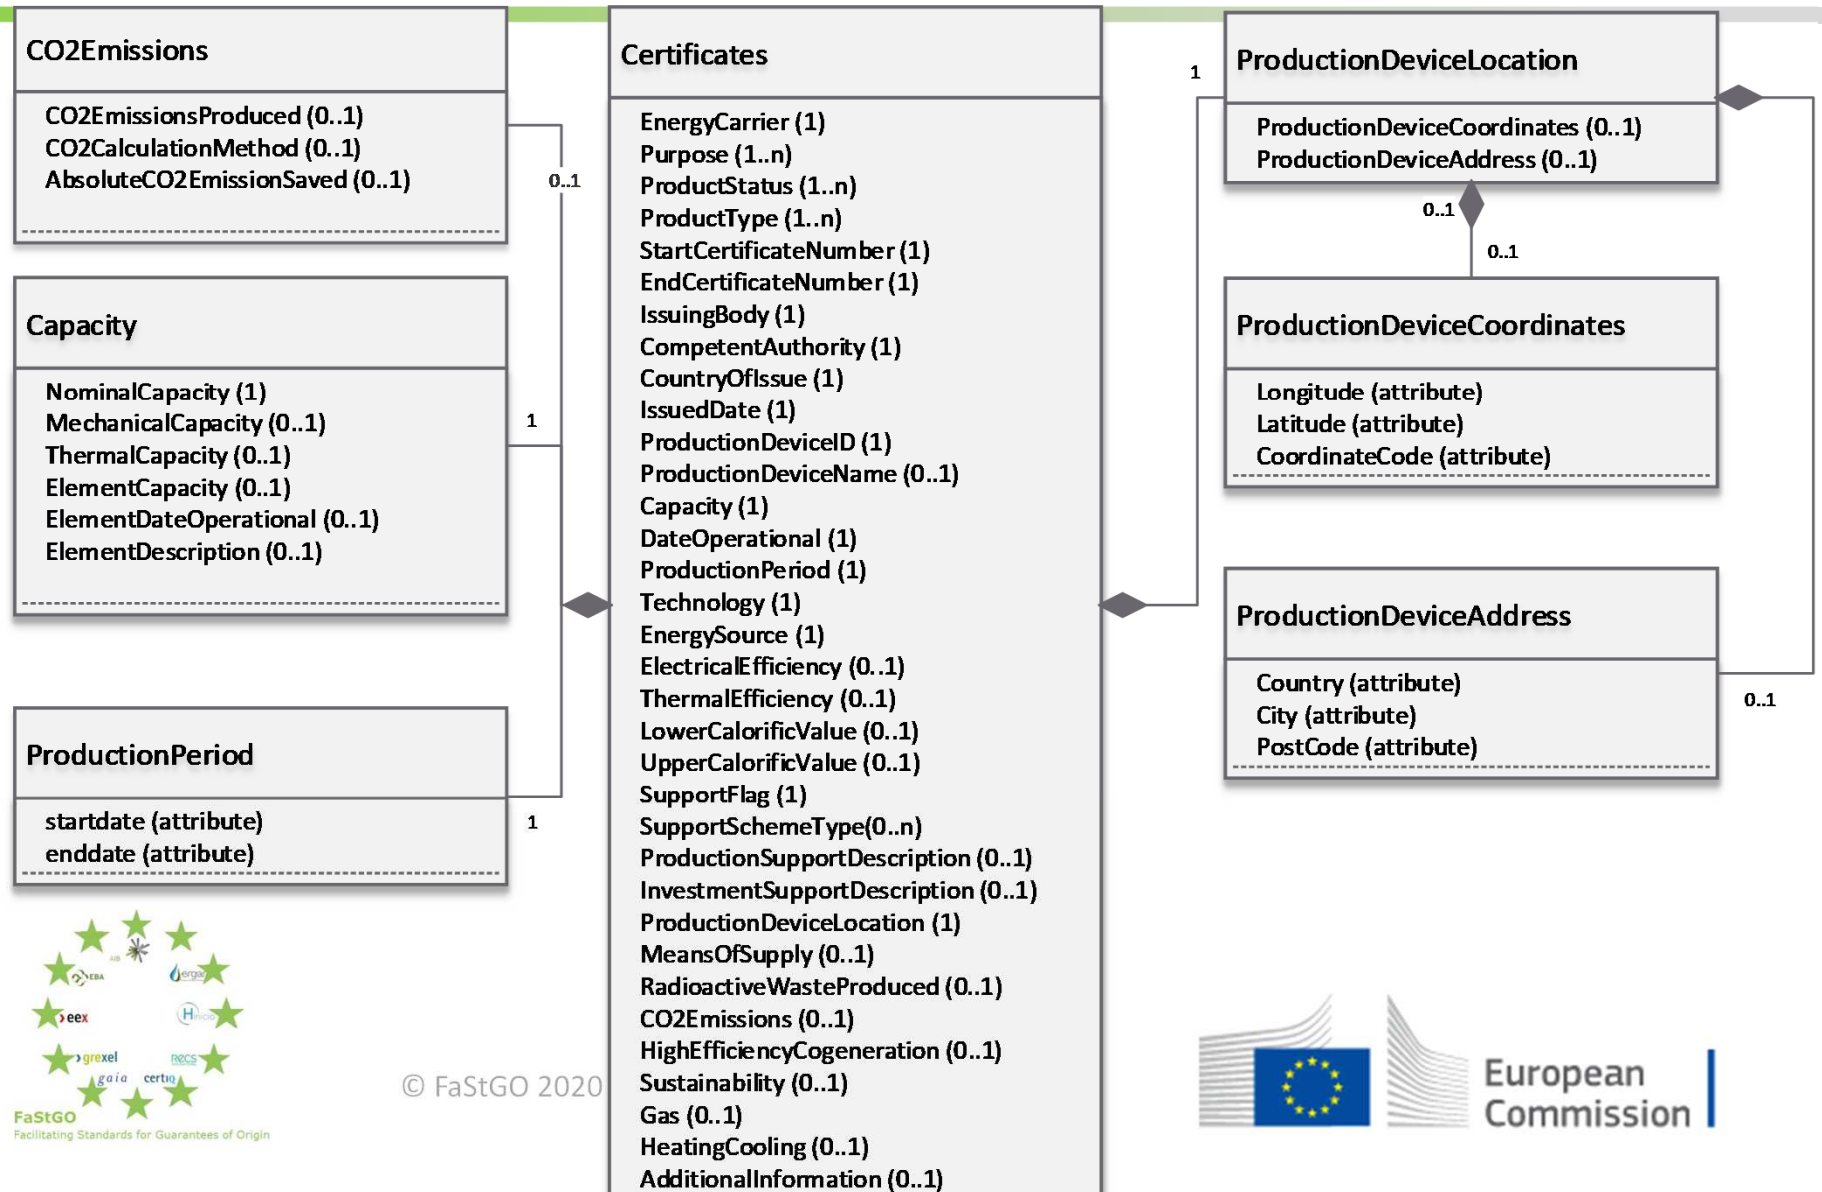 CO2Emissions
CO2EmissionsProduced (0..1)
CO2CalculationMethod (0..1)
AbsoluteCO2EmissionSaved (0..1)
0..1
Capacity
NominalCapacity (1)
MechanicalCapacity (0..1)
ThermalCapacity (0..1)
ElementCapacity (0..1)
ElementDateOperational (0..1)
ElementDescription (0..1)
1
ProductionPeriod
startdate (attribute)
enddate (attribute)
1
Certificates
EnergyCarrier (1)
Purpose (1..n)
ProductStatus (1..n)
ProductType (1..n)
StartCertificateNumber (1)
EndCertificateNumber (1)
IssuingBody (1)
CompetentAuthority (1)
CountryOfIssue (1)
IssuedDate (1)
ProductionDeviceID (1)
ProductionDeviceName (0..1)
Capacity (1)
DateOperational (1)
ProductionPeriod (1)
Technology (1)
EnergySource (1)
ElectricalEfficiency (0..1)
ThermalEfficiency (0..1)
LowerCalorificValue (0..1)
UpperCalorificValue (0..1)
SupportFlag (1)
SupportSchemeType(0..n)
ProductionSupportDescription (0..1)
InvestmentSupportDescription (0..1)
ProductionDeviceLocation (1)
MeansOfSupply (0..1)
RadioactiveWasteProduced (0..1)
CO2Emissions (0..1)
HighEfficiencyCogeneration (0..1)
Sustainability (0..1)
Gas (0..1)
HeatingCooling (0..1)
AdditionalInformation (0..1)
1
ProductionDeviceLocation
ProductionDeviceCoordinates (0..1)
ProductionDeviceAddress (0..1)
0..1
0..1
ProductionDeviceCoordinates
Longitude (attribute)
Latitude (attribute)
CoordinateCode (attribute)
ProductionDeviceAddress
Country (attribute)
City (attribute)
PostCode (attribute)
0..1
AIB
EBA
ergar
eex
Hinicio
grexel
RECS
gaia
certiq
FaStGO
Facilitating Standards for Guarantees of Origin
© FaStGO 2020
European
Commission